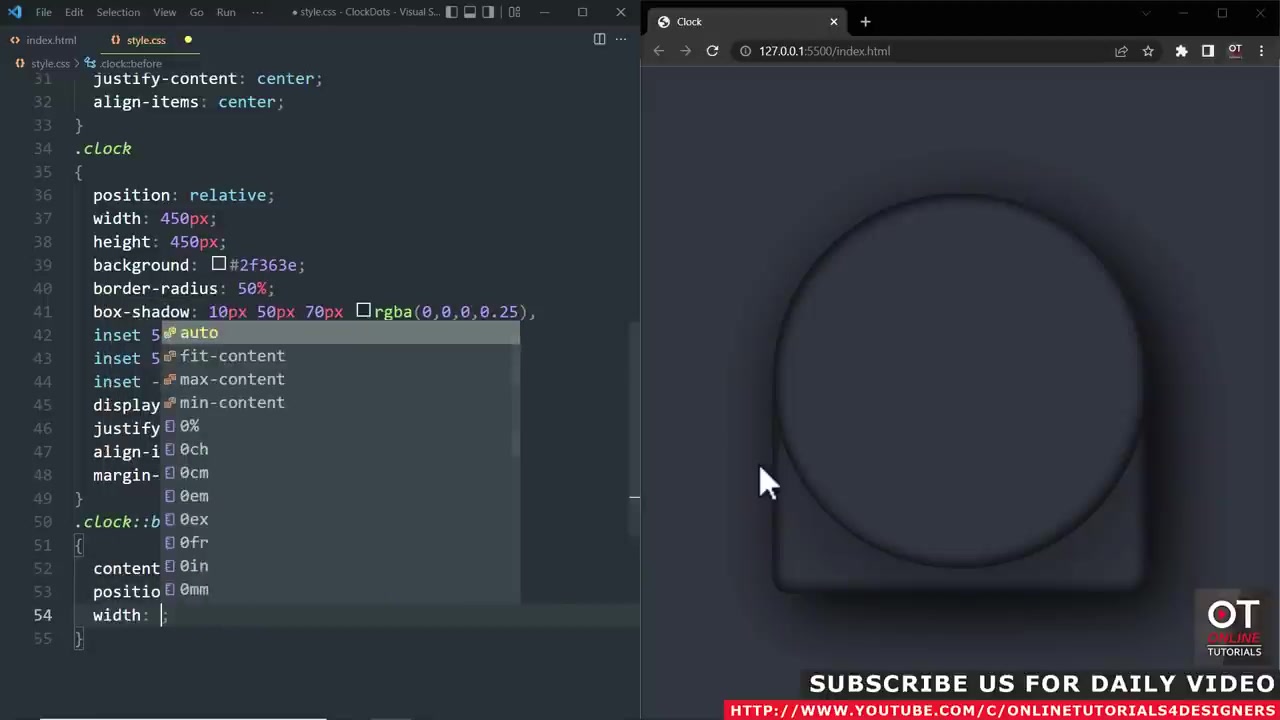 File Edit Selection View Go Run ··· ● style.css - ClockDots - Visual S...
index.html style.css ●
style.css > .clock::before
31 justify-content: center;
32 align-items: center;
33 }
34 .clock
35 {
36 position: relative;
37 width: 450px;
38 height: 450px;
39 background: #2f363e;
40 border-radius: 50%;
41 box-shadow: 10px 50px 70px rgba(0,0,0,0.25),
42 inset 5
43 inset 5
44 inset -
45 display
46 justify
47 align-i
48 margin-
49 }
50 .clock::b
51 {
52 content
53 positio
54 width: ;
55 }
auto
fit-content
max-content
min-content
0%
0ch
0cm
0em
0ex
0fr
0in
0mm
Clock
127.0.0.1:5500/index.html
OT
OT
ONLINE
TUTORIALS
SUBSCRIBE US FOR DAILY VIDEO
HTTP://WWW.YOUTUBE.COM/C/ONLINETUTORIALS4DESIGNERS